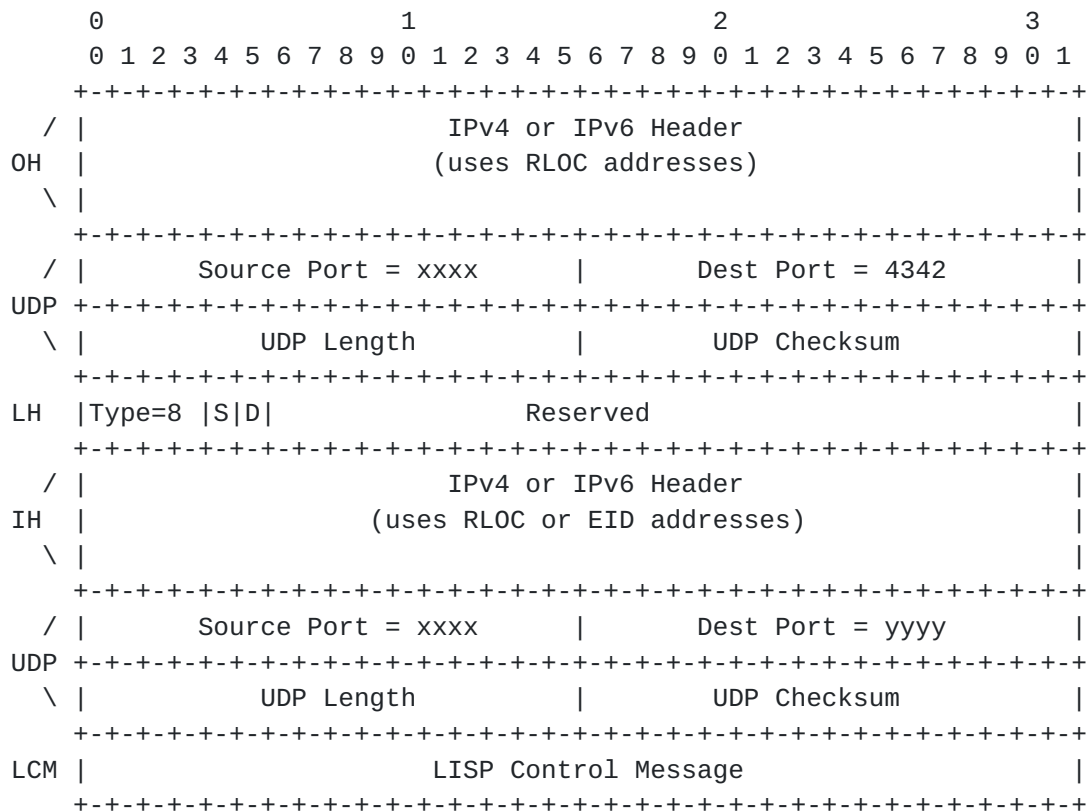 0                   1                   2                   3
 0 1 2 3 4 5 6 7 8 9 0 1 2 3 4 5 6 7 8 9 0 1 2 3 4 5 6 7 8 9 0 1
+-+-+-+-+-+-+-+-+-+-+-+-+-+-+-+-+-+-+-+-+-+-+-+-+-+-+-+-+-+-+-+-+
/ |                       IPv4 or IPv6 Header                     |
OH |                      (uses RLOC addresses)                    |
\ |                                                               |
+-+-+-+-+-+-+-+-+-+-+-+-+-+-+-+-+-+-+-+-+-+-+-+-+-+-+-+-+-+-+-+-+
/ |       Source Port = xxxx      |       Dest Port = 4342        |
UDP +-+-+-+-+-+-+-+-+-+-+-+-+-+-+-+-+-+-+-+-+-+-+-+-+-+-+-+-+-+-+-+-+
\ |           UDP Length          |        UDP Checksum           |
+-+-+-+-+-+-+-+-+-+-+-+-+-+-+-+-+-+-+-+-+-+-+-+-+-+-+-+-+-+-+-+-+
LH |Type=8 |S|D|                Reserved                           |
+-+-+-+-+-+-+-+-+-+-+-+-+-+-+-+-+-+-+-+-+-+-+-+-+-+-+-+-+-+-+-+-+
/ |                       IPv4 or IPv6 Header                     |
IH |                  (uses RLOC or EID addresses)                 |
\ |                                                               |
+-+-+-+-+-+-+-+-+-+-+-+-+-+-+-+-+-+-+-+-+-+-+-+-+-+-+-+-+-+-+-+-+
/ |       Source Port = xxxx      |       Dest Port = yyyy        |
UDP +-+-+-+-+-+-+-+-+-+-+-+-+-+-+-+-+-+-+-+-+-+-+-+-+-+-+-+-+-+-+-+-+
\ |           UDP Length          |        UDP Checksum           |
+-+-+-+-+-+-+-+-+-+-+-+-+-+-+-+-+-+-+-+-+-+-+-+-+-+-+-+-+-+-+-+-+
LCM |                      LISP Control Message                     |
+-+-+-+-+-+-+-+-+-+-+-+-+-+-+-+-+-+-+-+-+-+-+-+-+-+-+-+-+-+-+-+-+